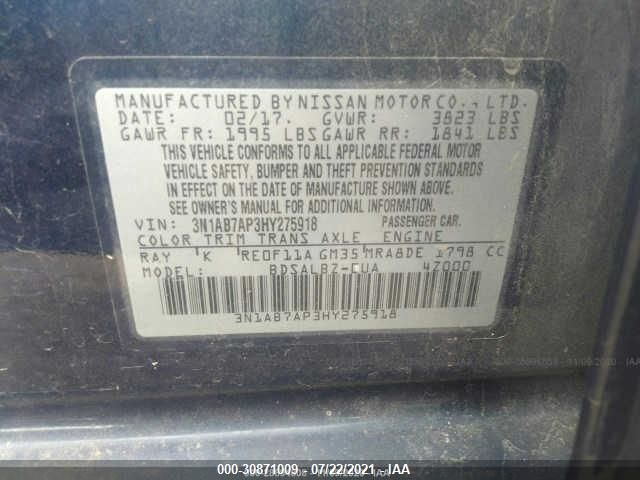 MANUFACTURED BY NISSAN MOTOR CO., LTD.
DATE: 02/17. GVWR: 3823 LBS
GAWR FR: 1995 LBS GAWR RR: 1841 LBS
THIS VEHICLE CONFORMS TO ALL APPLICABLE FEDERAL MOTOR
VEHICLE SAFETY, BUMPER AND THEFT PREVENTION STANDARDS
IN EFFECT ON THE DATE OF MANUFACTURE SHOWN ABOVE.
SEE OWNER'S MANUAL FOR ADDITIONAL INFORMATION.
VIN: 3N1AB7AP3HY275918 PASSENGER CAR.
COLOR TRIM TRANS AXLE ENGINE
RAY K RE0F11A GM35 MRA8DE 1798 CC
MODEL: BDSALBZ-EUA 4Z000
3N1AB7AP3HY275918
000-30871009 - 07/22/2021 - IAA